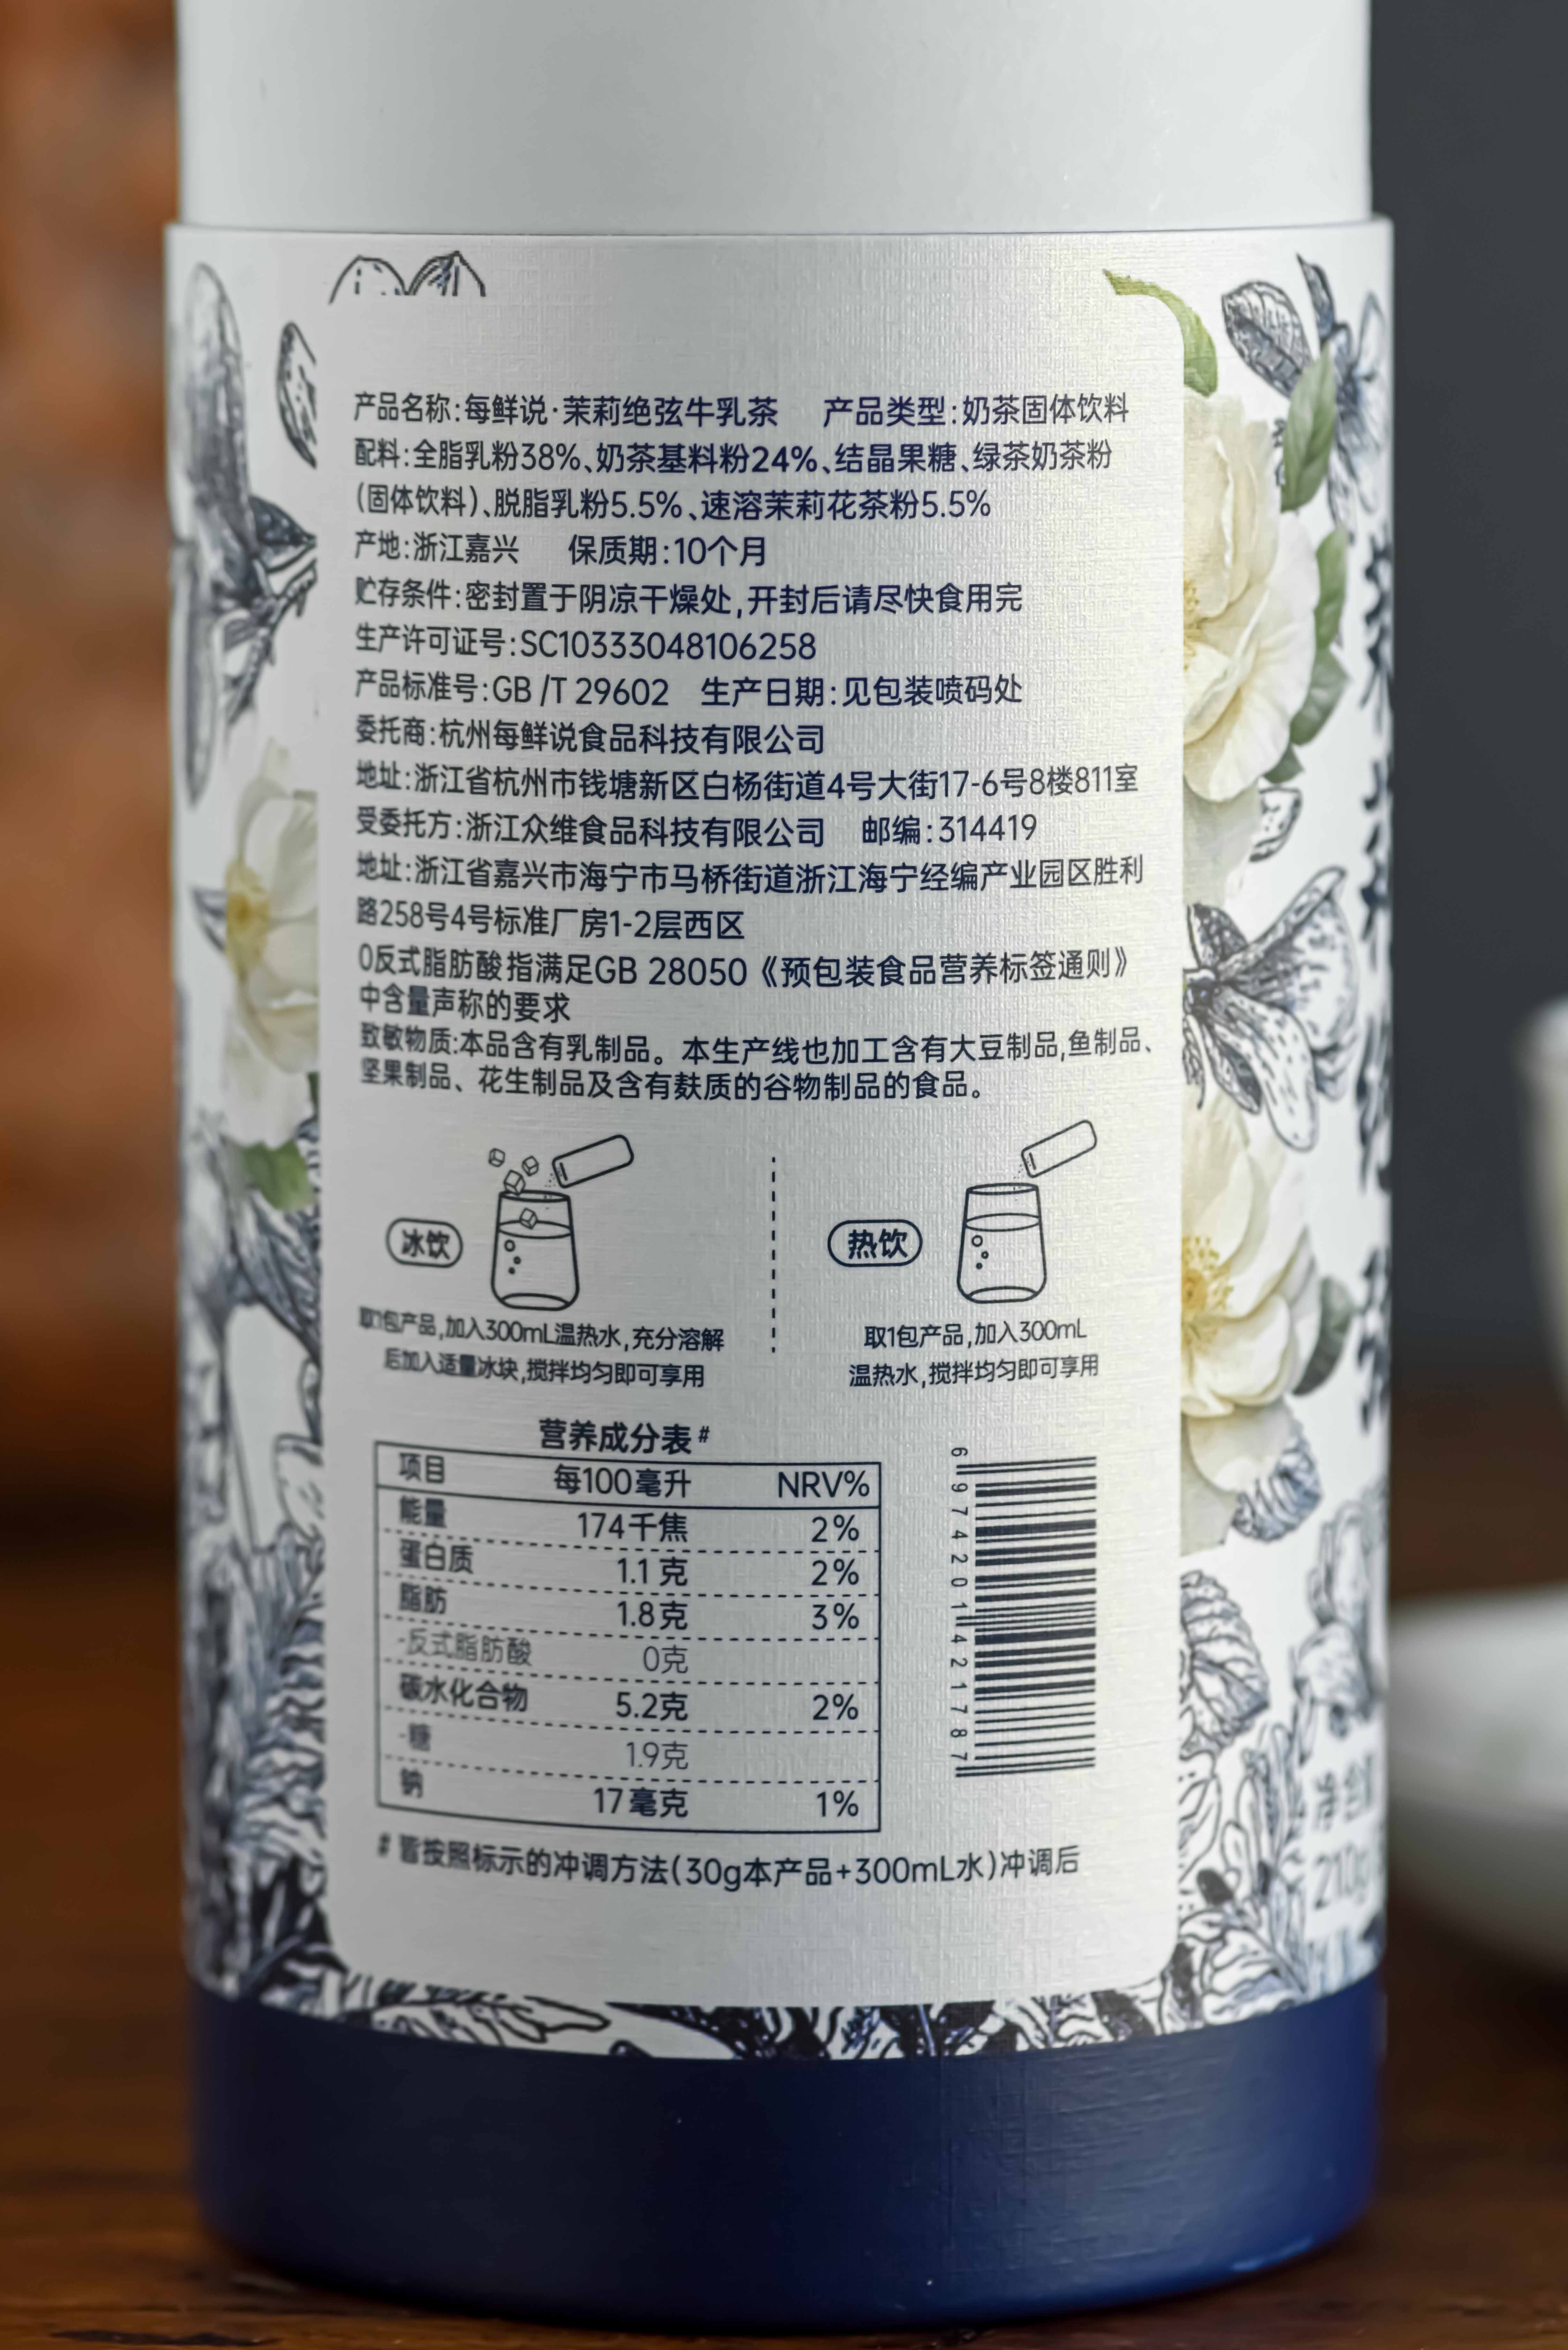 产品名称:每鲜说·茉莉绝弦牛乳茶 产品类型:奶茶固体饮料
配料:全脂乳粉38%、奶茶基料粉24%、结晶果糖、绿茶奶茶粉
(固体饮料)、脱脂乳粉5.5%、速溶茉莉花茶粉5.5%
产地:浙江嘉兴 保质期:10个月
贮存条件:密封置于阴凉干燥处,开封后请尽快食用完
生产许可证号:SC10333048106258
产品标准号:GB /T 29602 生产日期:见包装喷码处
委托商:杭州每鲜说食品科技有限公司
地址:浙江省杭州市钱塘新区白杨街道4号大街17-6号8楼811室
受委托方:浙江众维食品科技有限公司 邮编:314419
地址:浙江省嘉兴市海宁市马桥街道浙江海宁经编产业园区胜利
路258号4号标准厂房1-2层西区
0反式脂肪酸指满足GB 28050《预包装食品营养标签通则》
中含量声称的要求
致敏物质:本品含有乳制品。本生产线也加工含有大豆制品,鱼制品、
坚果制品、花生制品及含有麸质的谷物制品的食品。
冰饮
取1包产品,加入300mL温热水,充分溶解
后加入适量冰块,搅拌均匀即可享用
热饮
取1包产品,加入300mL
温热水,搅拌均匀即可享用
营养成分表#
项目 每100毫升 NRV%
能量 174千焦 2%
蛋白质 1.1克 2%
脂肪 1.8克 3%
-反式脂肪酸 0克
碳水化合物 5.2克 2%
-糖 1.9克
钠 17毫克 1%
# 皆按照标示的冲调方法(30g本产品+300mL水)冲调后
6974201421787
净含量
210g